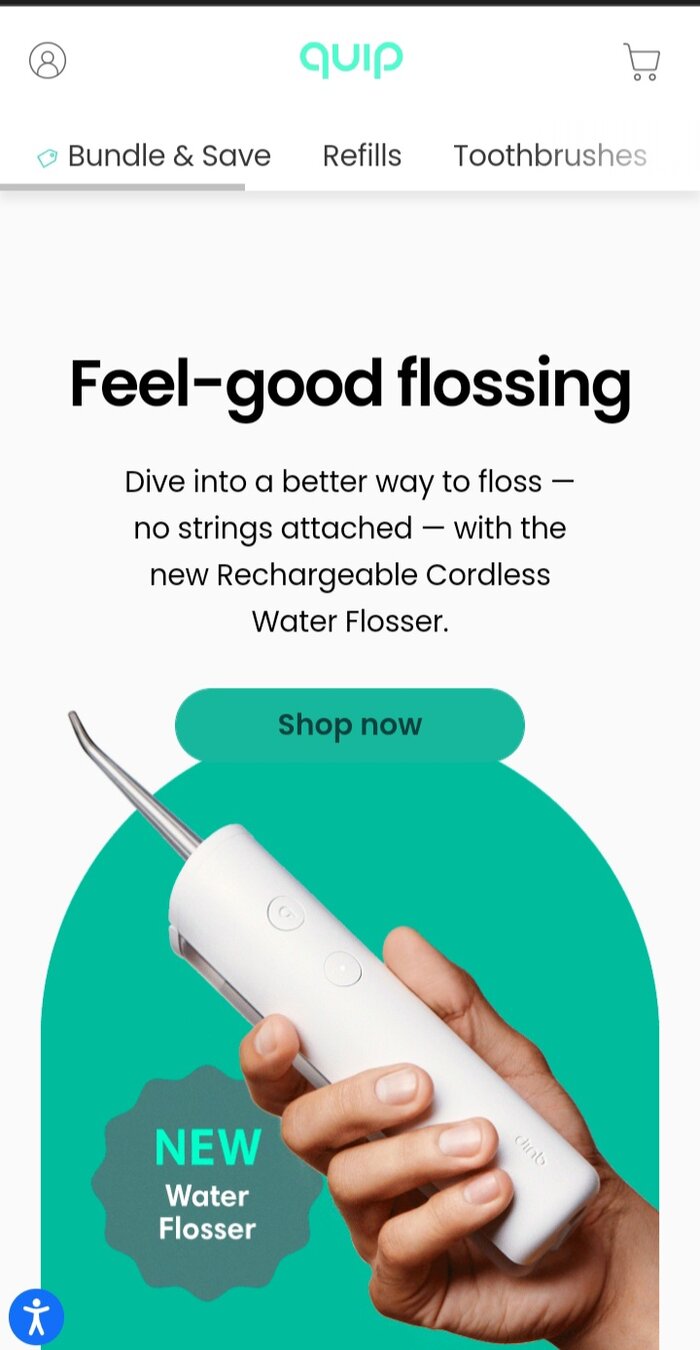 quip
Bundle & Save
Refills
Toothbrushes
Feel-good flossing
Dive into a better way to floss —
no strings attached — with the
new Rechargeable Cordless
Water Flosser.
Shop now
quip
NEW
Water
Flosser